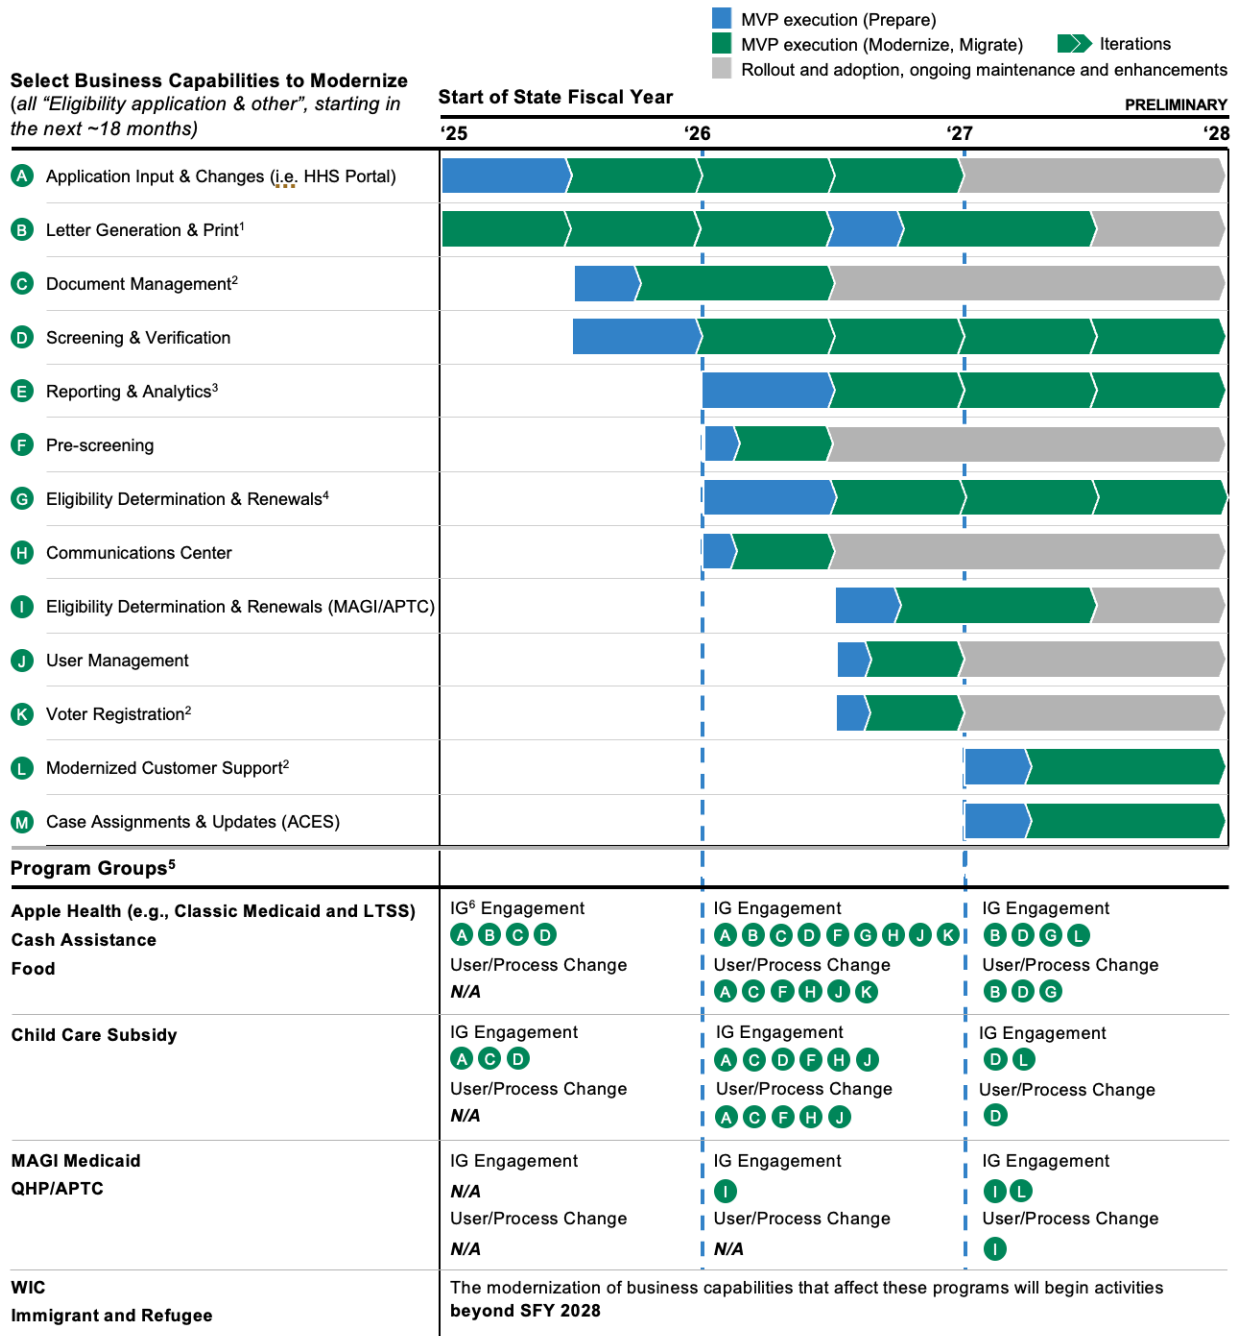 MVP execution (Prepare)
MVP execution (Modernize, Migrate) Iterations
Rollout and adoption, ongoing maintenance and enhancements
Select Business Capabilities to Modernize
(all “Eligibility application & other”, starting in
the next ~18 months)
Start of State Fiscal Year
PRELIMINARY
‘25 ‘26 ‘27 ‘28
A Application Input & Changes (i.e. HHS Portal)
B Letter Generation & Print¹
C Document Management²
D Screening & Verification
E Reporting & Analytics³
F Pre-screening
G Eligibility Determination & Renewals⁴
H Communications Center
I Eligibility Determination & Renewals (MAGI/APTC)
J User Management
K Voter Registration²
L Modernized Customer Support²
M Case Assignments & Updates (ACES)
Program Groups⁵
Apple Health (e.g., Classic Medicaid and LTSS)
Cash Assistance
Food
IG⁶ Engagement
A B C D
User/Process Change
N/A
IG Engagement
A B C D F G H J K
User/Process Change
A C F H J K
IG Engagement
B D G L
User/Process Change
B D G
Child Care Subsidy
IG Engagement
A C D
User/Process Change
N/A
IG Engagement
A C D F H J
User/Process Change
A C F H J
IG Engagement
D L
User/Process Change
D
MAGI Medicaid
QHP/APTC
IG Engagement
N/A
User/Process Change
N/A
IG Engagement
I
User/Process Change
N/A
IG Engagement
I L
User/Process Change
I
WIC
Immigrant and Refugee
The modernization of business capabilities that affect these programs will begin activities
beyond SFY 2028